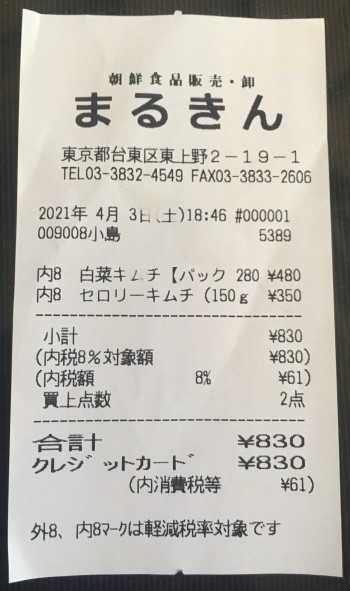 朝鮮食品販売・卸
まるきん
東京都台東区東上野2-19-1
TEL03-3832-4549 FAX03-3833-2606
2021年 4月 3日(土)18:46 #000001
009008小島 5389
内8 白菜キムチ【パック 280 ¥480
内8 セロリーキムチ(150g ¥350
小計 ¥830
(内税8%対象額 ¥830)
(内税額 8% ¥61)
買上点数 2点
合計 ¥830
クレジットカード ¥830
(内消費税等 ¥61)
外8、内8マークは軽減税率対象です